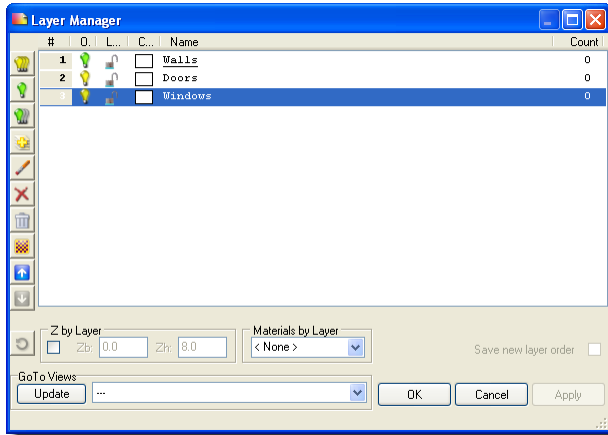 Layer Manager
# O. L... C... Name Count
1 Walls 0
2 Doors 0
3 Windows 0
Z by Layer Materials by Layer
Zb: 0.0 Zh: 8.0 < None > Save new layer order
GoTo Views
Update --- OK Cancel Apply